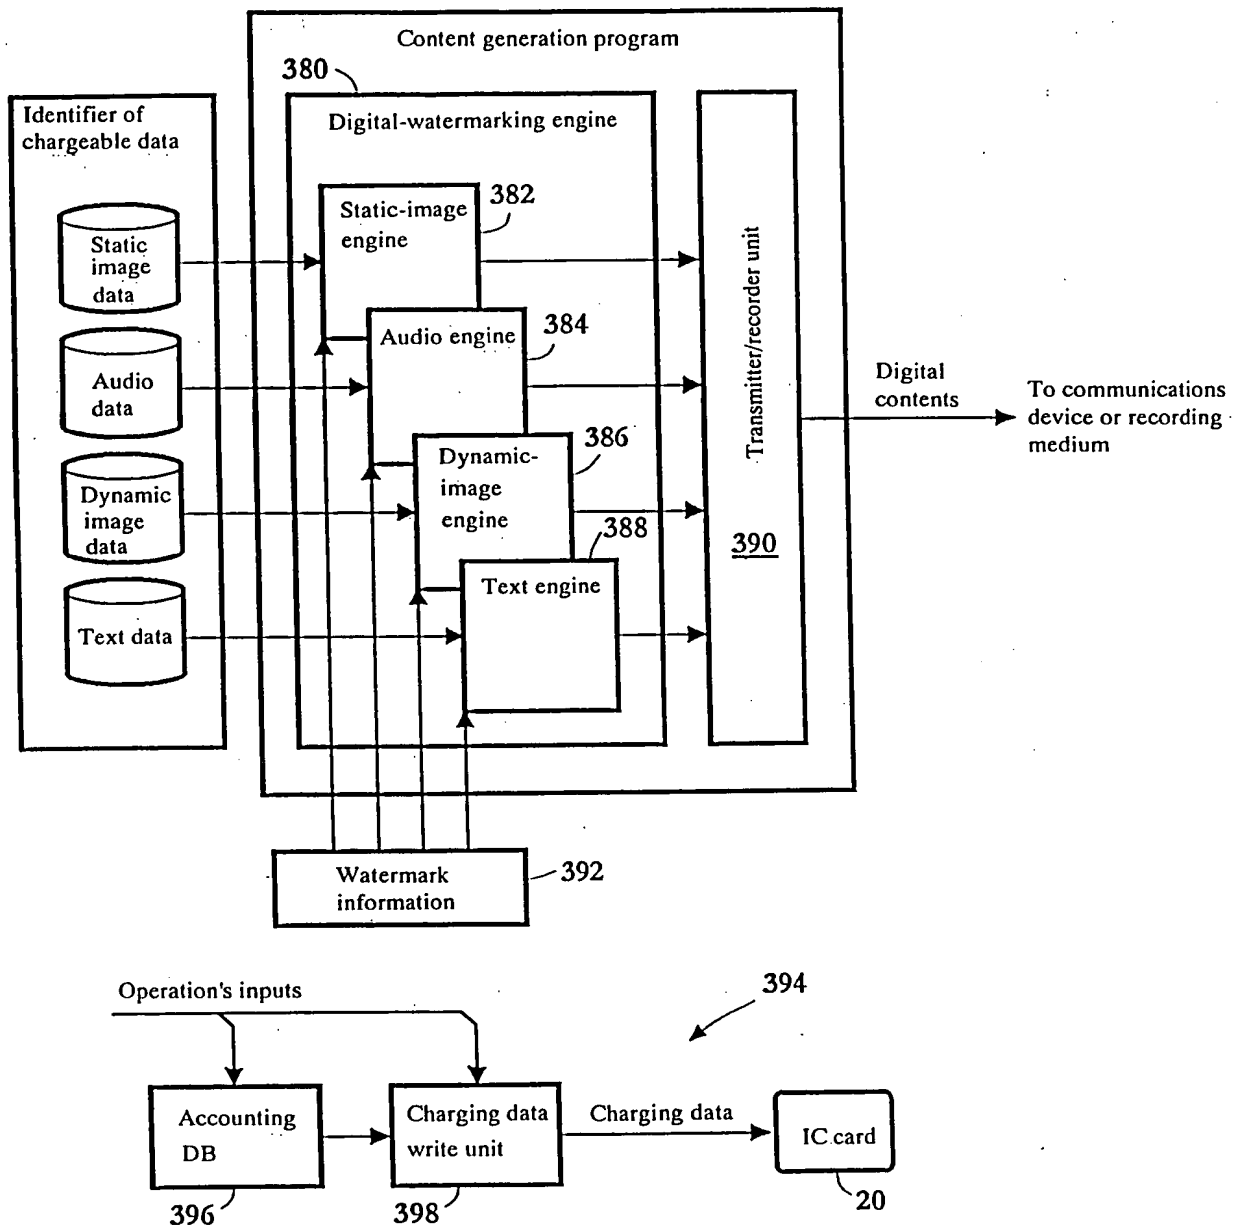 Content generation program
380
Identifier of
chargeable data
Digital-watermarking engine
Static
image
data
Static-image
engine
382
Audio
data
Audio engine
384
Dynamic
image
data
Dynamic-
image
engine
386
Text data
Text engine
388
Transmitter/recorder unit
390
Digital
contents
To communications
device or recording
medium
Watermark
information
392
Operation's inputs
394
Accounting
DB
396
Charging data
write unit
398
Charging data
IC card
20